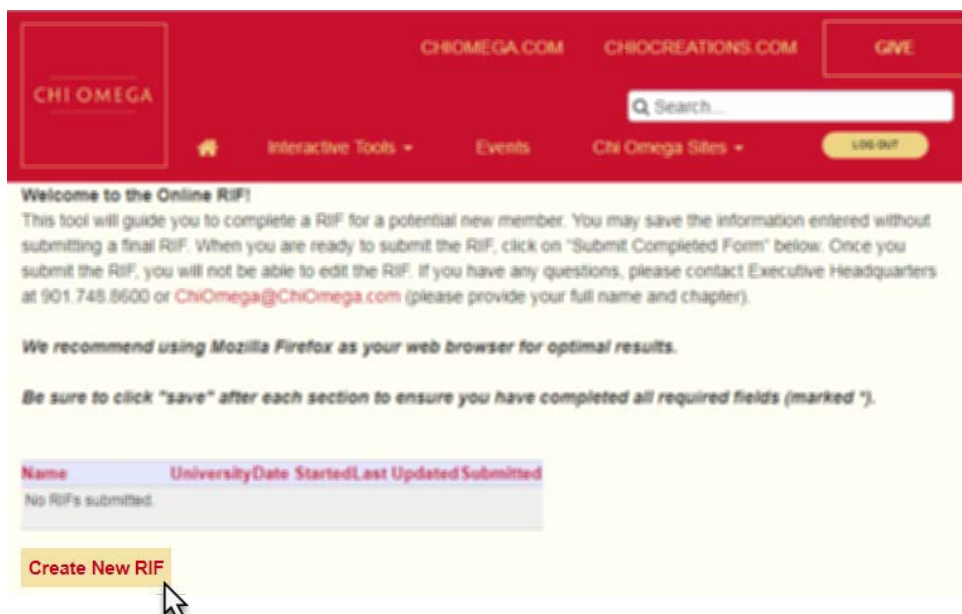 CHIOMEGA.COM CHIOCREATIONS.COM GIVE
CHI OMEGA
Search...
Interactive Tools Events Chi Omega Sites LOG OUT
Welcome to the Online RIF!
This tool will guide you to complete a RIF for a potential new member. You may save the information entered without
submitting a final RIF. When you are ready to submit the RIF, click on "Submit Completed Form" below. Once you
submit the RIF, you will not be able to edit the RIF. If you have any questions, please contact Executive Headquarters
at 901.748.8600 or ChiOmega@ChiOmega.com (please provide your full name and chapter).
We recommend using Mozilla Firefox as your web browser for optimal results.
Be sure to click "save" after each section to ensure you have completed all required fields (marked *).
Name University Date Started Last Updated Submitted
No RIFs submitted.
Create New RIF